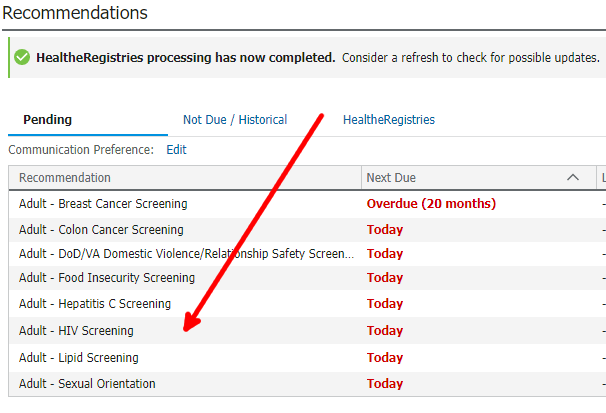 Recommendations
HealtheRegistries processing has now completed. Consider a refresh to check for possible updates.
Pending Not Due / Historical HealtheRegistries
Communication Preference: Edit
Recommendation Next Due L
Adult - Breast Cancer Screening Overdue (20 months) -
Adult - Colon Cancer Screening Today -
Adult - DoD/VA Domestic Violence/Relationship Safety Screen... Today -
Adult - Food Insecurity Screening Today -
Adult - Hepatitis C Screening Today -
Adult - HIV Screening Today -
Adult - Lipid Screening Today -
Adult - Sexual Orientation Today -